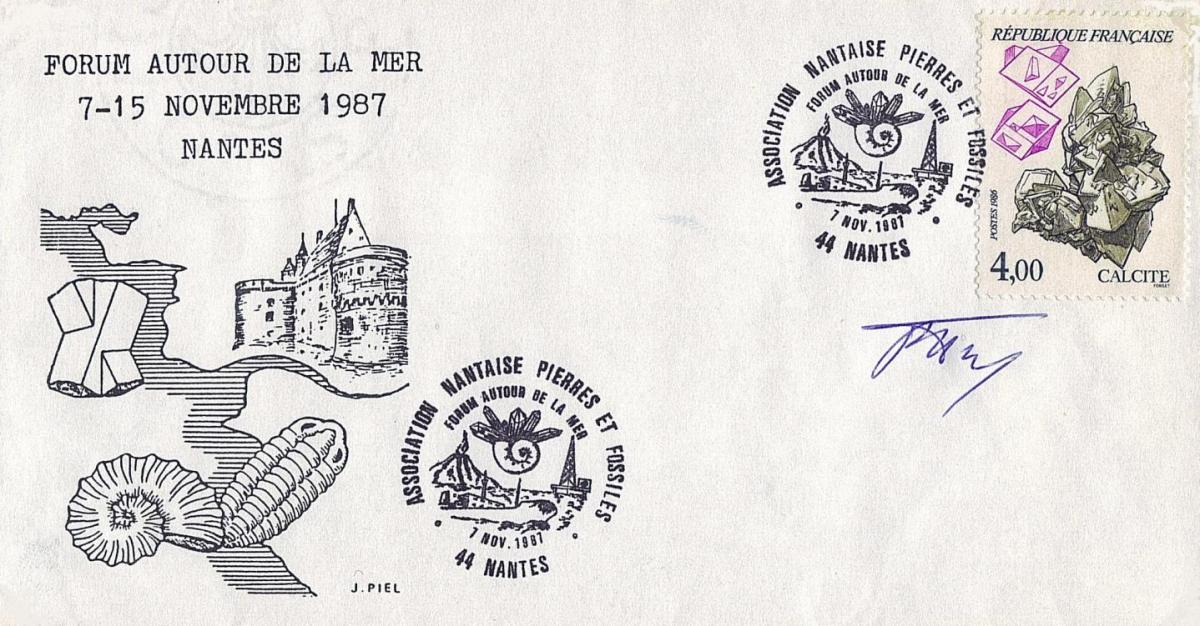 FORUM AUTOUR DE LA MER
7-15 NOVEMBRE 1987
NANTES
ASSOCIATION NANTAISE PIERRES ET FOSSILES
FORUM AUTOUR DE LA MER
7 NOV. 1987
44 NANTES
RÉPUBLIQUE FRANÇAISE
POSTES 1986
4,00
CALCITE
ASSOCIATION NANTAISE PIERRES ET FOSSILES
FORUM AUTOUR DE LA MER
7 NOV. 1987
44 NANTES
J. PIEL